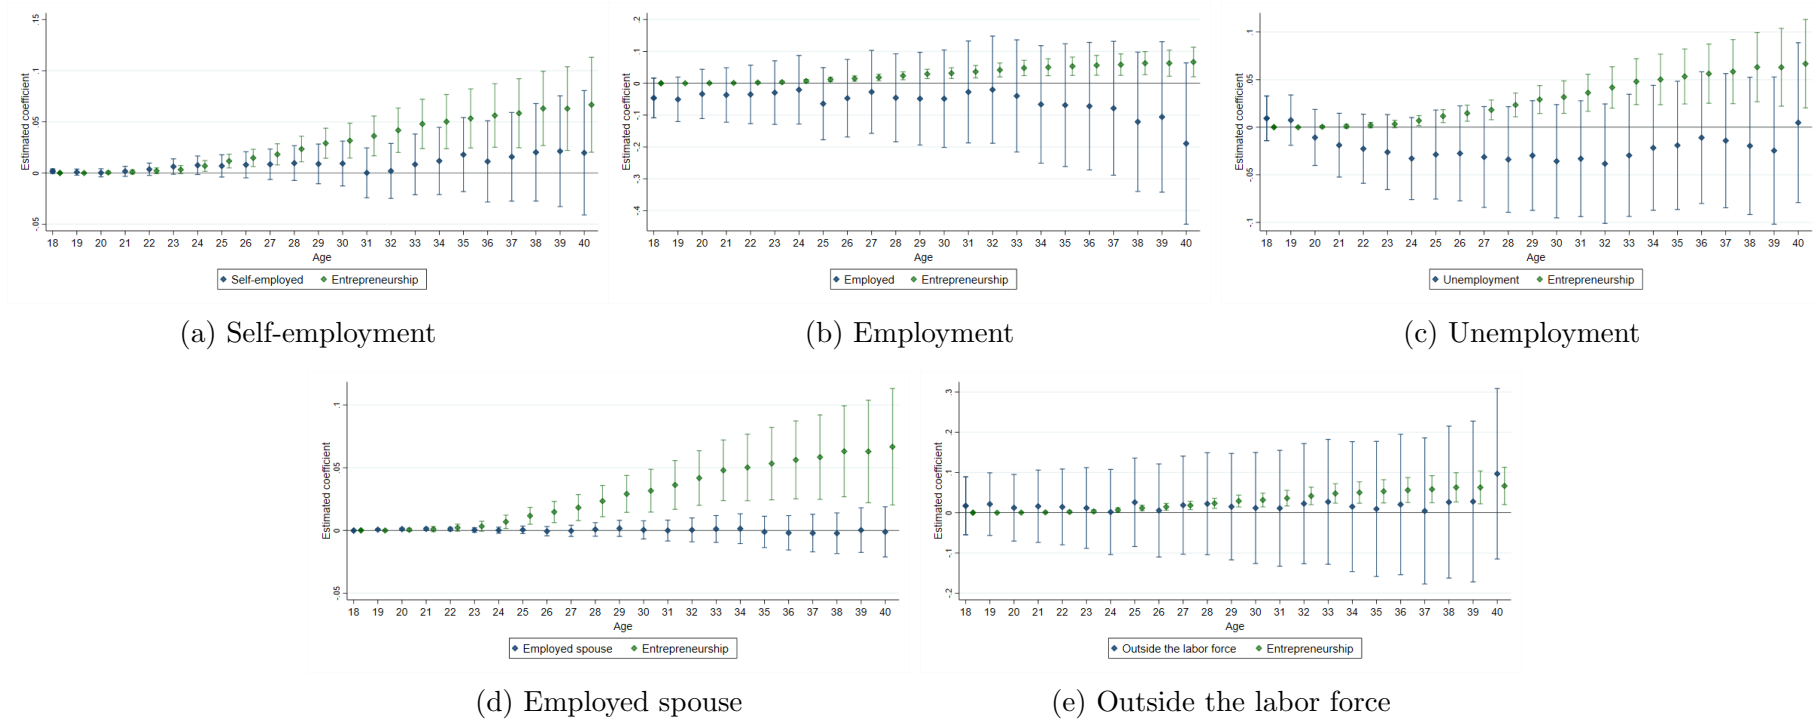 Estimated coefficient
.15
.1
.05
0
-.05
18 19 20 21 22 23 24 25 26 27 28 29 30 31 32 33 34 35 36 37 38 39 40
Age
Self-employed Entrepreneurship
(a) Self-employment
Estimated coefficient
.2
.1
0
-.1
-.2
-.3
-.4
18 19 20 21 22 23 24 25 26 27 28 29 30 31 32 33 34 35 36 37 38 39 40
Age
Employed Entrepreneurship
(b) Employment
Estimated coefficient
.1
.05
0
-.05
-.1
18 19 20 21 22 23 24 25 26 27 28 29 30 31 32 33 34 35 36 37 38 39 40
Age
Unemployment Entrepreneurship
(c) Unemployment
Estimated coefficient
.1
.05
0
-.05
18 19 20 21 22 23 24 25 26 27 28 29 30 31 32 33 34 35 36 37 38 39 40
Age
Employed spouse Entrepreneurship
(d) Employed spouse
Estimated coefficient
.3
.2
.1
0
-.1
-.2
18 19 20 21 22 23 24 25 26 27 28 29 30 31 32 33 34 35 36 37 38 39 40
Age
Outside the labor force Entrepreneurship
(e) Outside the labor force